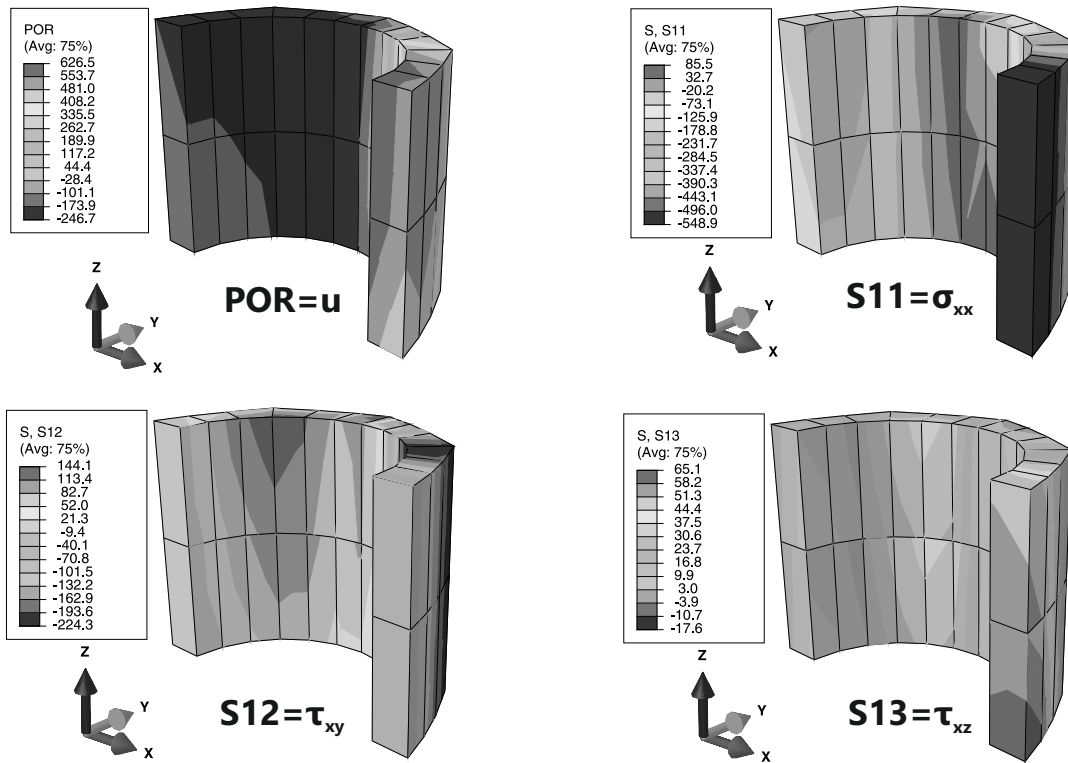 POR
(Avg: 75%)
626.5
553.7
481.0
408.2
335.5
262.7
189.9
117.2
44.4
-28.4
-101.1
-173.9
-246.7
Z
Y
X
POR=u
S, S11
(Avg: 75%)
85.5
32.7
-20.2
-73.1
-125.9
-178.8
-231.7
-284.5
-337.4
-390.3
-443.1
-496.0
-548.9
Z
Y
X
S11=σxx
S, S12
(Avg: 75%)
144.1
113.4
82.7
52.0
21.3
-9.4
-40.1
-70.8
-101.5
-132.2
-162.9
-193.6
-224.3
Z
Y
X
S12=τxy
S, S13
(Avg: 75%)
65.1
58.2
51.3
44.4
37.5
30.6
23.7
16.8
9.9
3.0
-3.9
-10.7
-17.6
Z
Y
X
S13=τxz